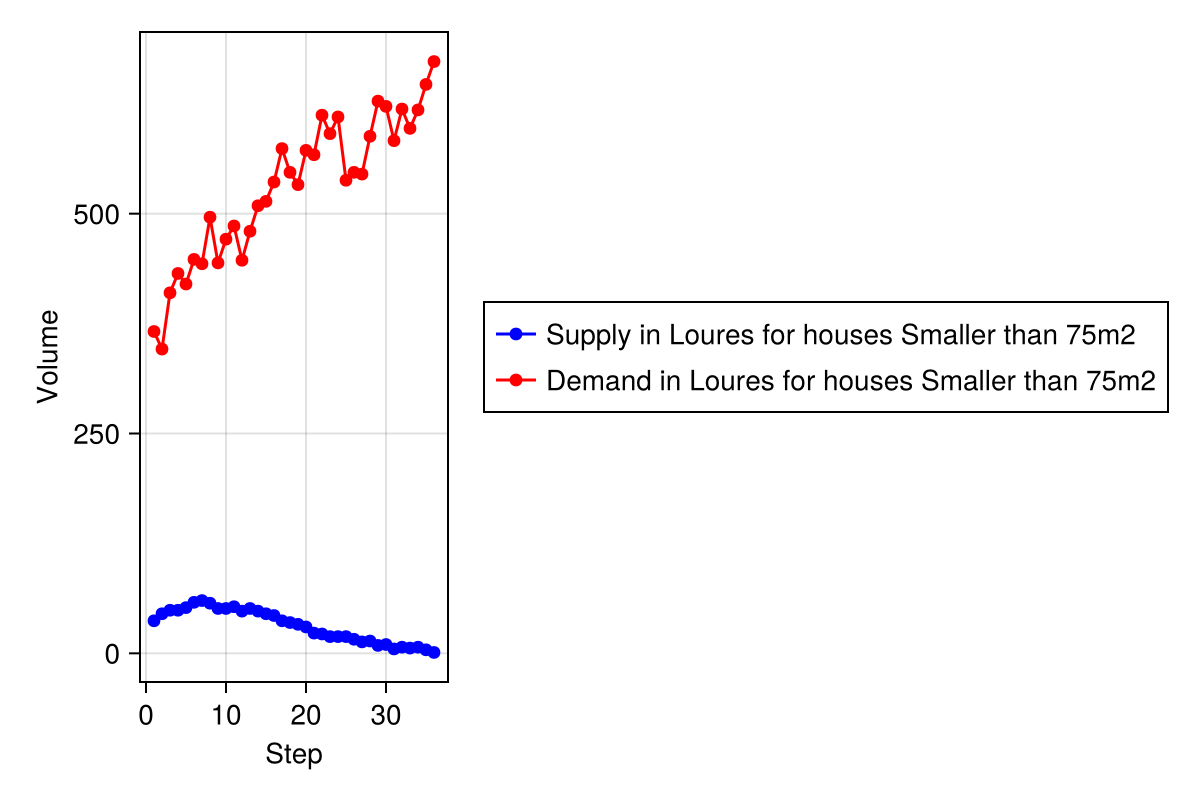 Volume
500
250
0
0 10 20 30
Step
Supply in Loures for houses Smaller than 75m2
Demand in Loures for houses Smaller than 75m2